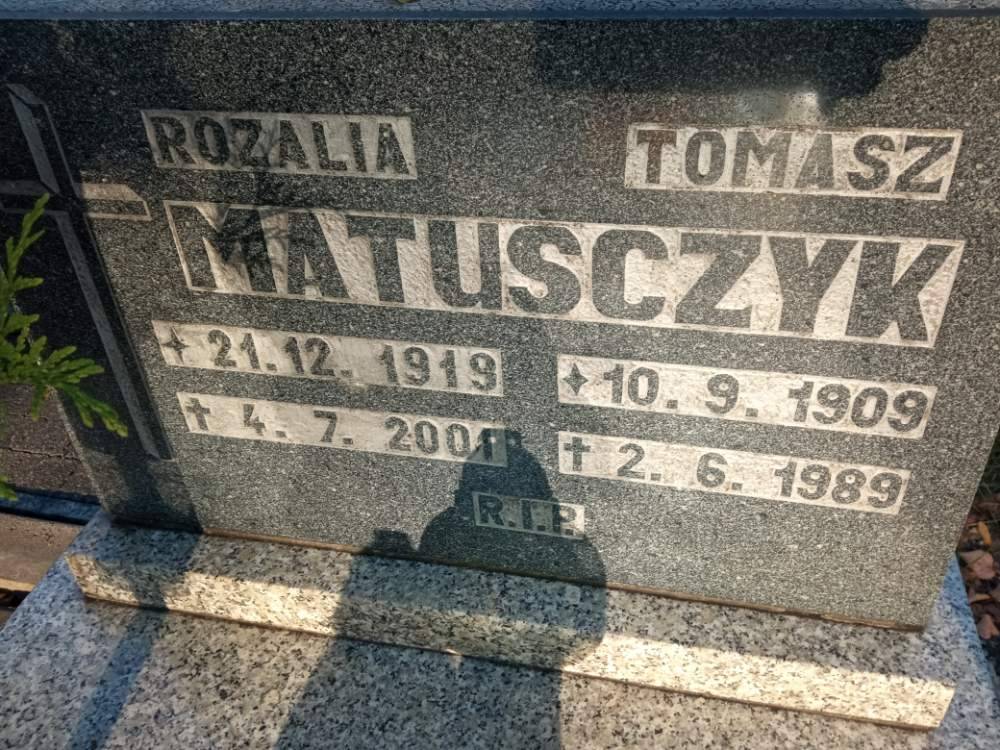 ROZALIA TOMASZ
MATUSCZYK
21.12. 1919 10. 9. 1909
† 4. 7. 2001 † 2. 6. 1989
R.I.P.